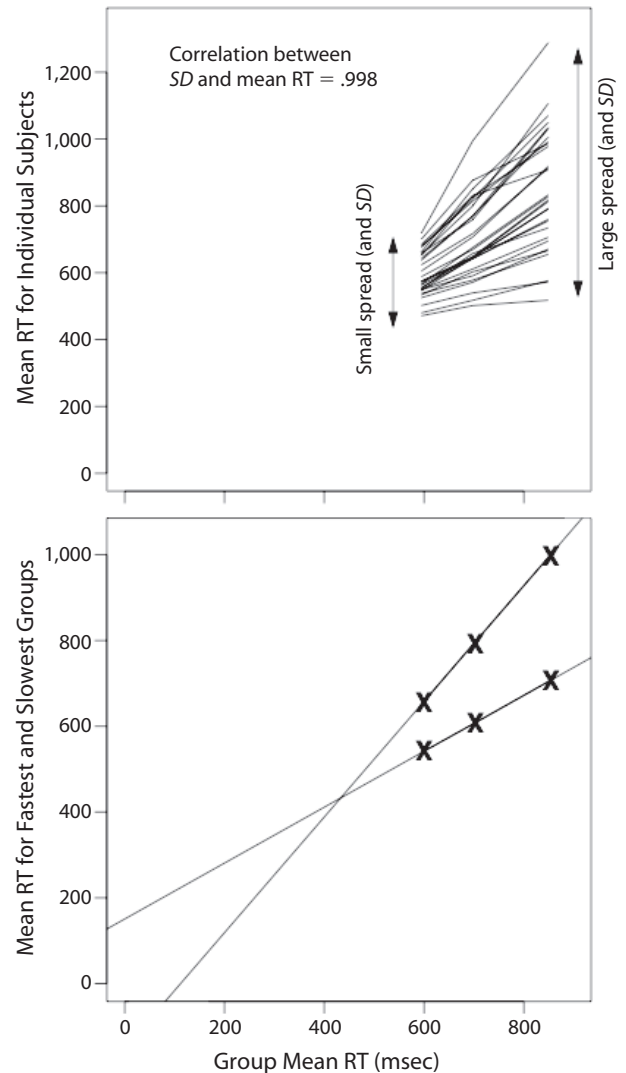 Correlation between
SD and mean RT = .998
Mean RT for Individual Subjects
1,200
1,000
800
600
400
200
0
Small spread (and SD)
Large spread (and SD)
Mean RT for Fastest and Slowest Groups
1,000
800
600
400
200
0
X X X
X X X
0 200 400 600 800
Group Mean RT (msec)